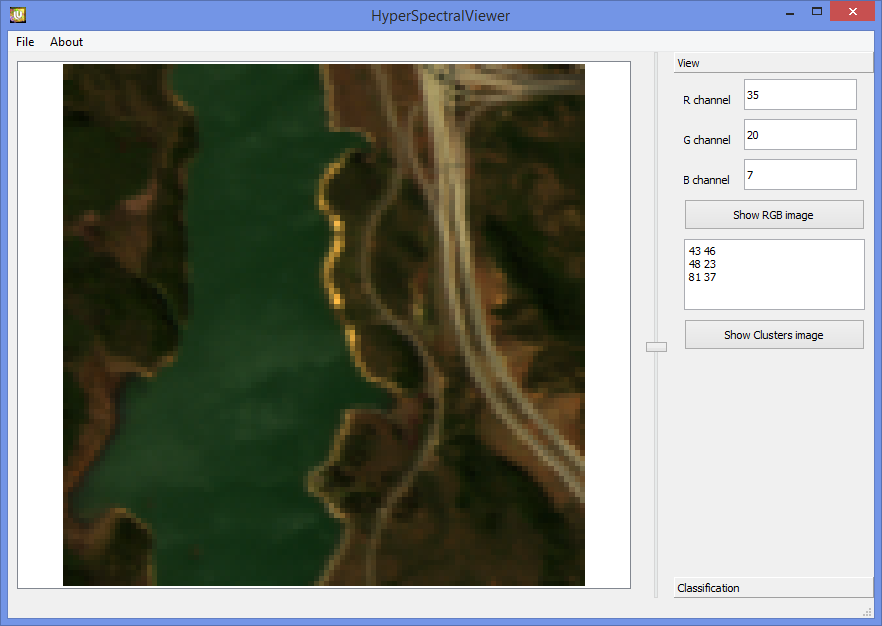 HyperSpectralViewer
File About
View
R channel 35
G channel 20
B channel 7
Show RGB image
43 46
48 23
81 37
Show Clusters image
Classification